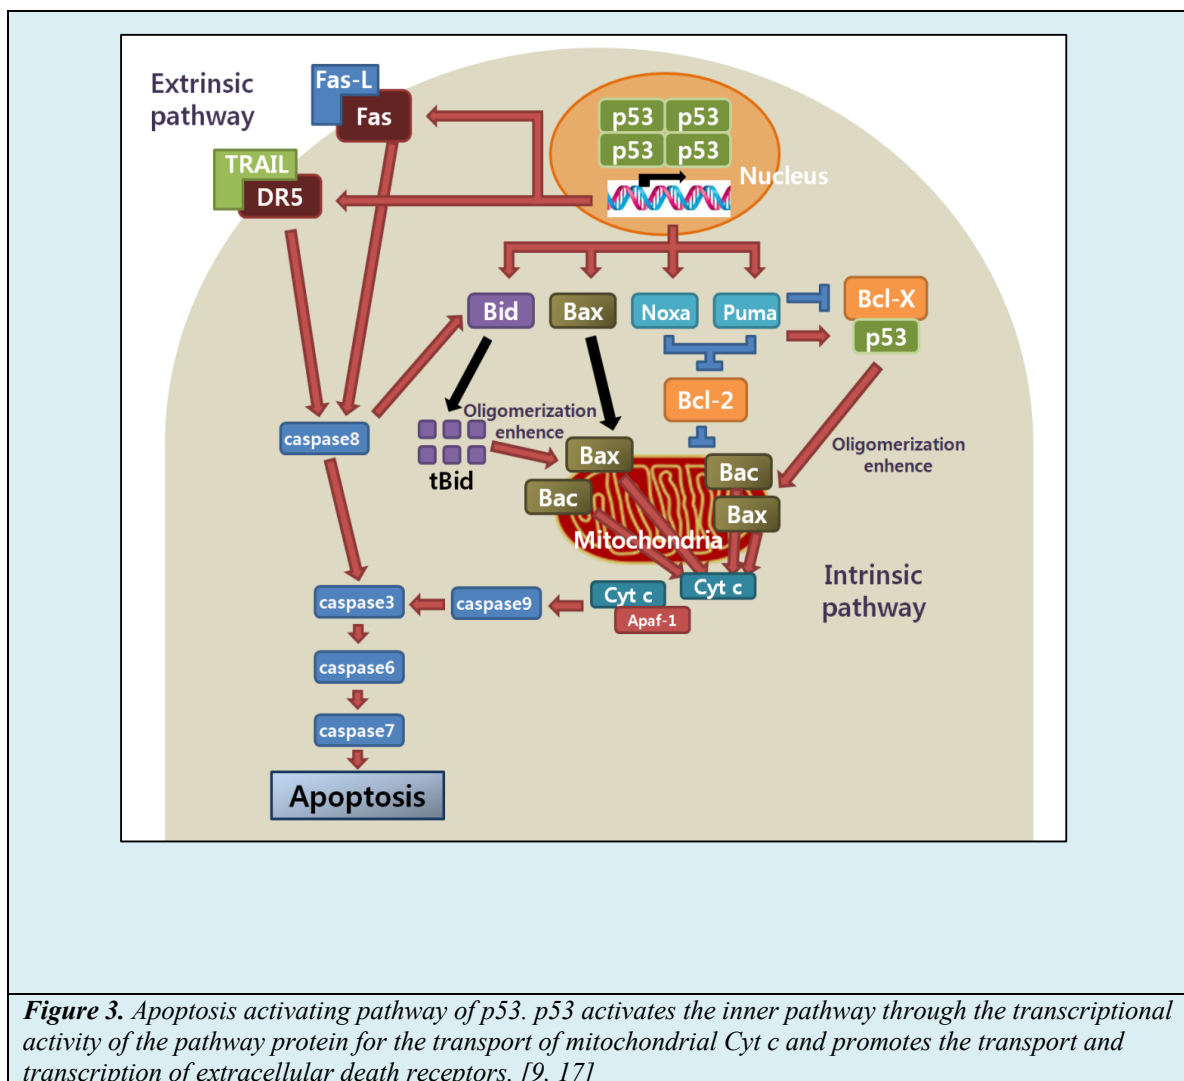 Extrinsic
pathway
Fas-L
Fas
TRAIL
DR5
p53 p53
p53 p53
Nucleus
Bid
Bax
Noxa
Puma
Bcl-X
p53
Bcl-2
caspase8
Oligomerization
enhence
tBid
Bax
Bac
Bac
Bax
Mitochondria
Oligomerization
enhence
Intrinsic
pathway
Cyt c
Cyt c
Apaf-1
caspase9
caspase3
caspase6
caspase7
Apoptosis
Figure 3. Apoptosis activating pathway of p53. p53 activates the inner pathway through the transcriptional
activity of the pathway protein for the transport of mitochondrial Cyt c and promotes the transport and
transcription of extracellular death receptors. [9, 17]